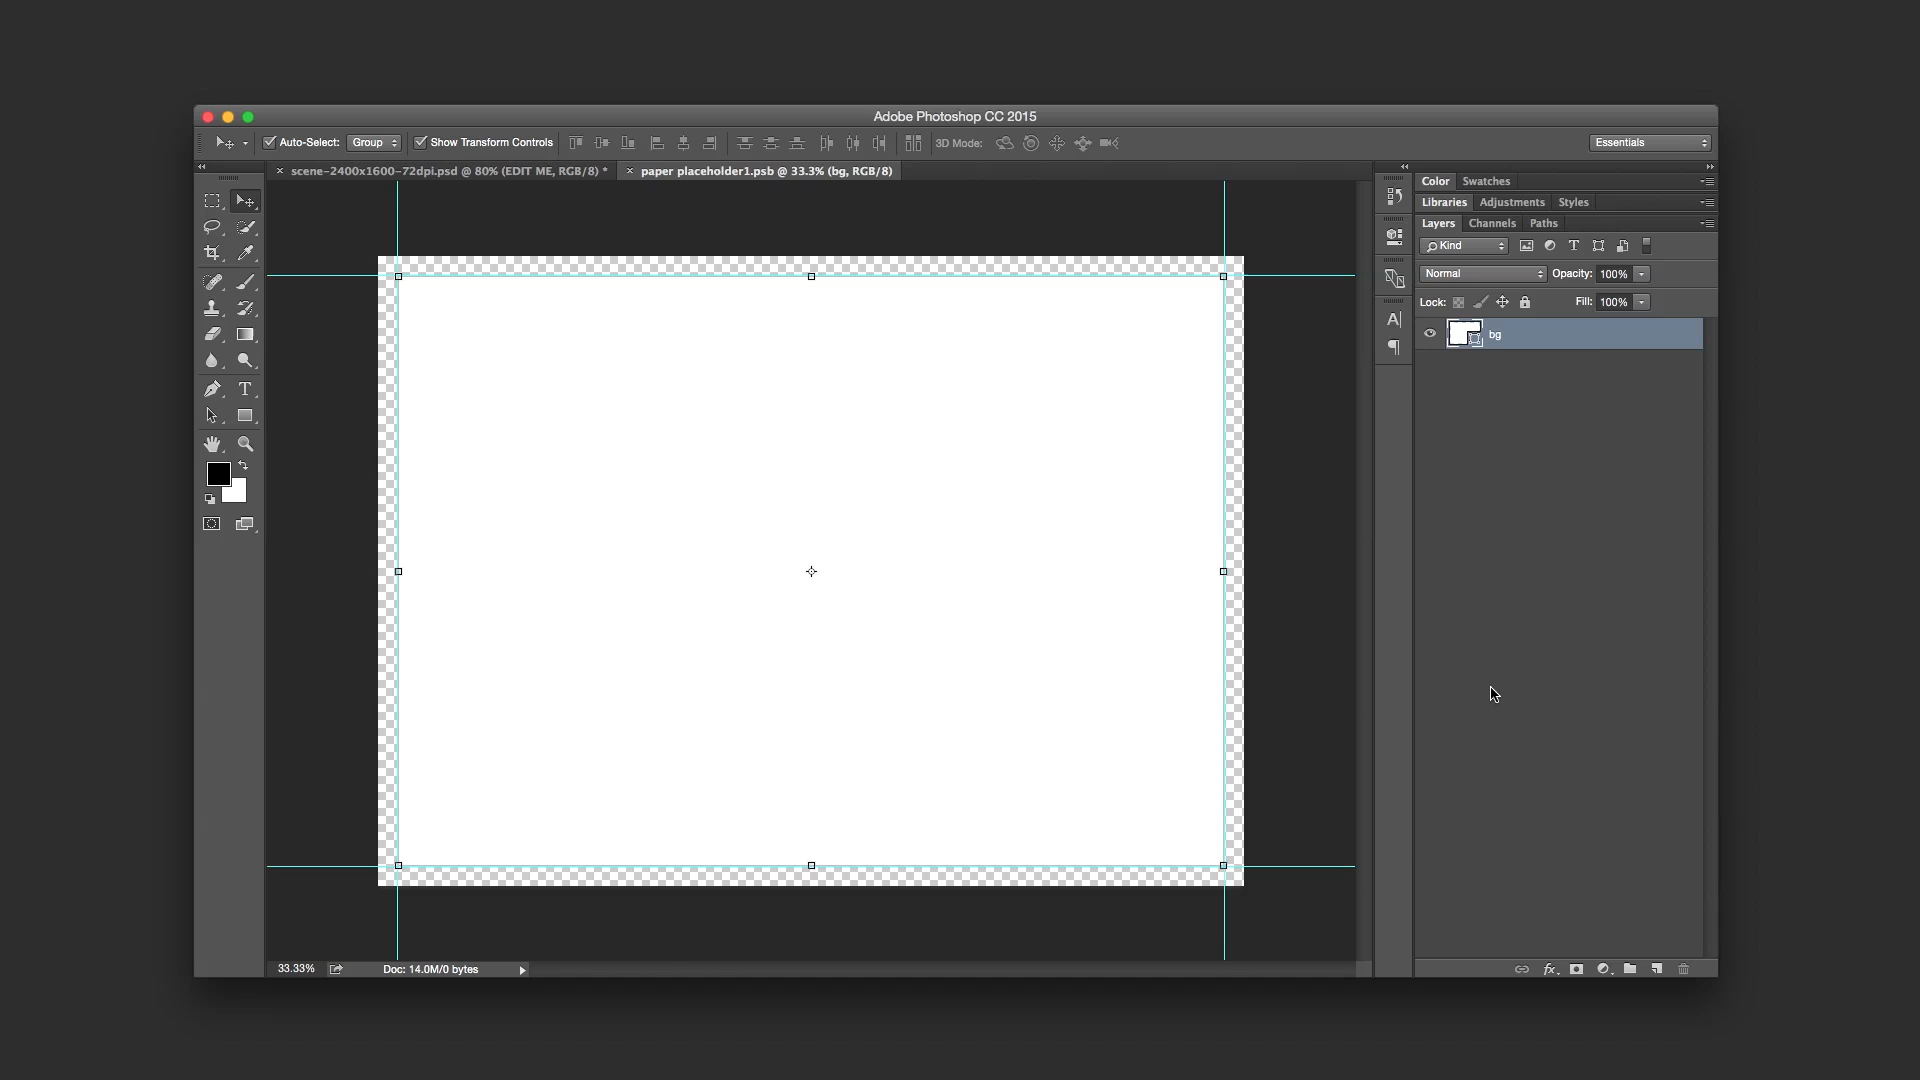 Adobe Photoshop CC 2015
Auto-Select: Group Show Transform Controls 3D Mode: Essentials
× scene-2400x1600-72dpi.psd @ 80% (EDIT ME, RGB/8) * × paper placeholder1.psb @ 33.3% (bg, RGB/8)
Color Swatches
Libraries Adjustments Styles
Layers Channels Paths
Kind
Normal Opacity: 100%
Lock: Fill: 100%
bg
33.33% Doc: 14.0M/0 bytes
fx